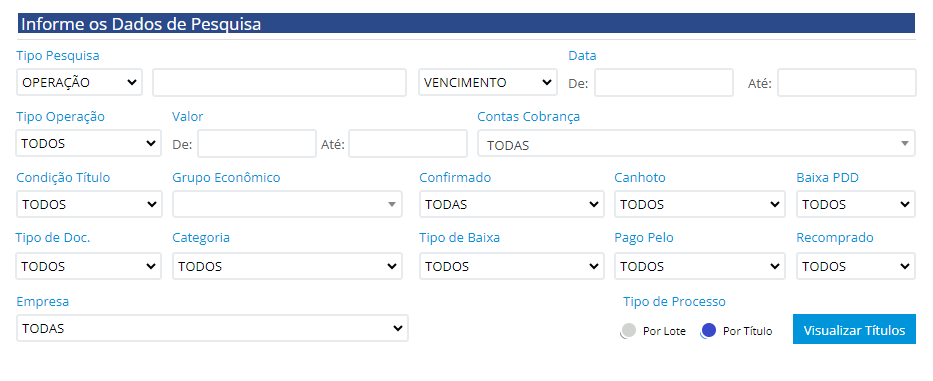 Informe os Dados de Pesquisa
Tipo Pesquisa Data
OPERAÇÃO VENCIMENTO De: Até:
Tipo Operação Valor Contas Cobrança
TODOS De: Até: TODAS
Condição Título Grupo Econômico Confirmado Canhoto Baixa PDD
TODOS TODAS TODOS TODOS
Tipo de Doc. Categoria Tipo de Baixa Pago Pelo Recomprado
TODOS TODOS TODOS TODOS TODOS
Empresa Tipo de Processo
TODAS Por Lote Por Título Visualizar Títulos